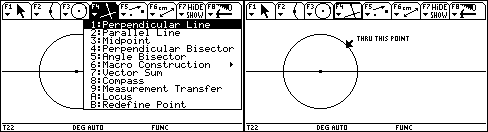 F1 F2 F3 F4 F5 F6 cm F7 HIDE SHOW F8
1:Perpendicular Line
2:Parallel Line
3:Midpoint
4:Perpendicular Bisector
5:Angle Bisector
6:Macro Construction
7:Vector Sum
8:Compass
9:Measurement Transfer
A:Locus
B:Redefine Point
T22 DEG AUTO FUNC
F1 F2 F3 F4 F5 F6 cm F7 HIDE SHOW F8
THRU THIS POINT
T22 DEG AUTO FUNC